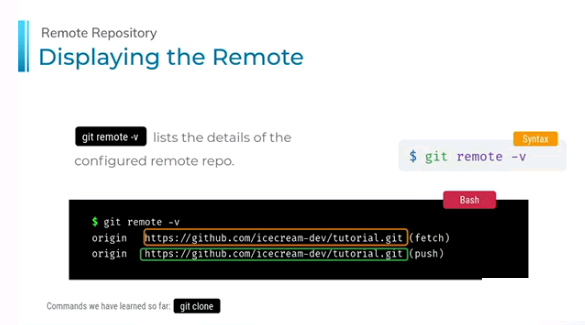 Remote Repository
Displaying the Remote
git remote -v lists the details of the
configured remote repo.
Syntax
$ git remote -v
Bash
$ git remote -v
origin https://github.com/icecream-dev/tutorial.git (fetch)
origin https://github.com/icecream-dev/tutorial.git (push)
Commands we have learned so far: git clone